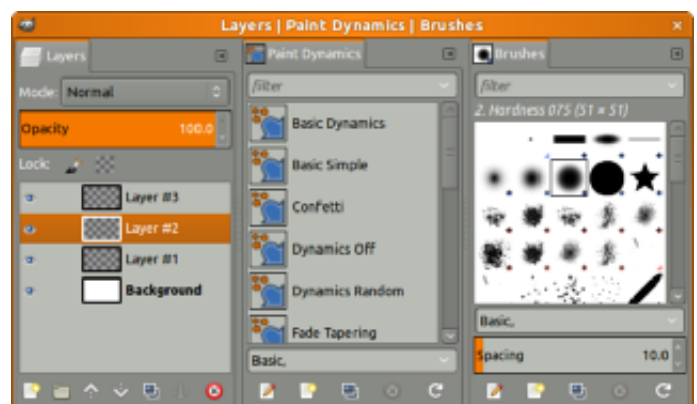 Layers | Paint Dynamics | Brushes
Layers
Mode: Normal
Opacity 100.0
Lock:
Layer #3
Layer #2
Layer #1
Background
Paint Dynamics
filter
Basic Dynamics
Basic Simple
Confetti
Dynamics Off
Dynamics Random
Fade Tapering
Basic,
Brushes
filter
2. Hardness 075 (51 × 51)
Basic,
Spacing 10.0